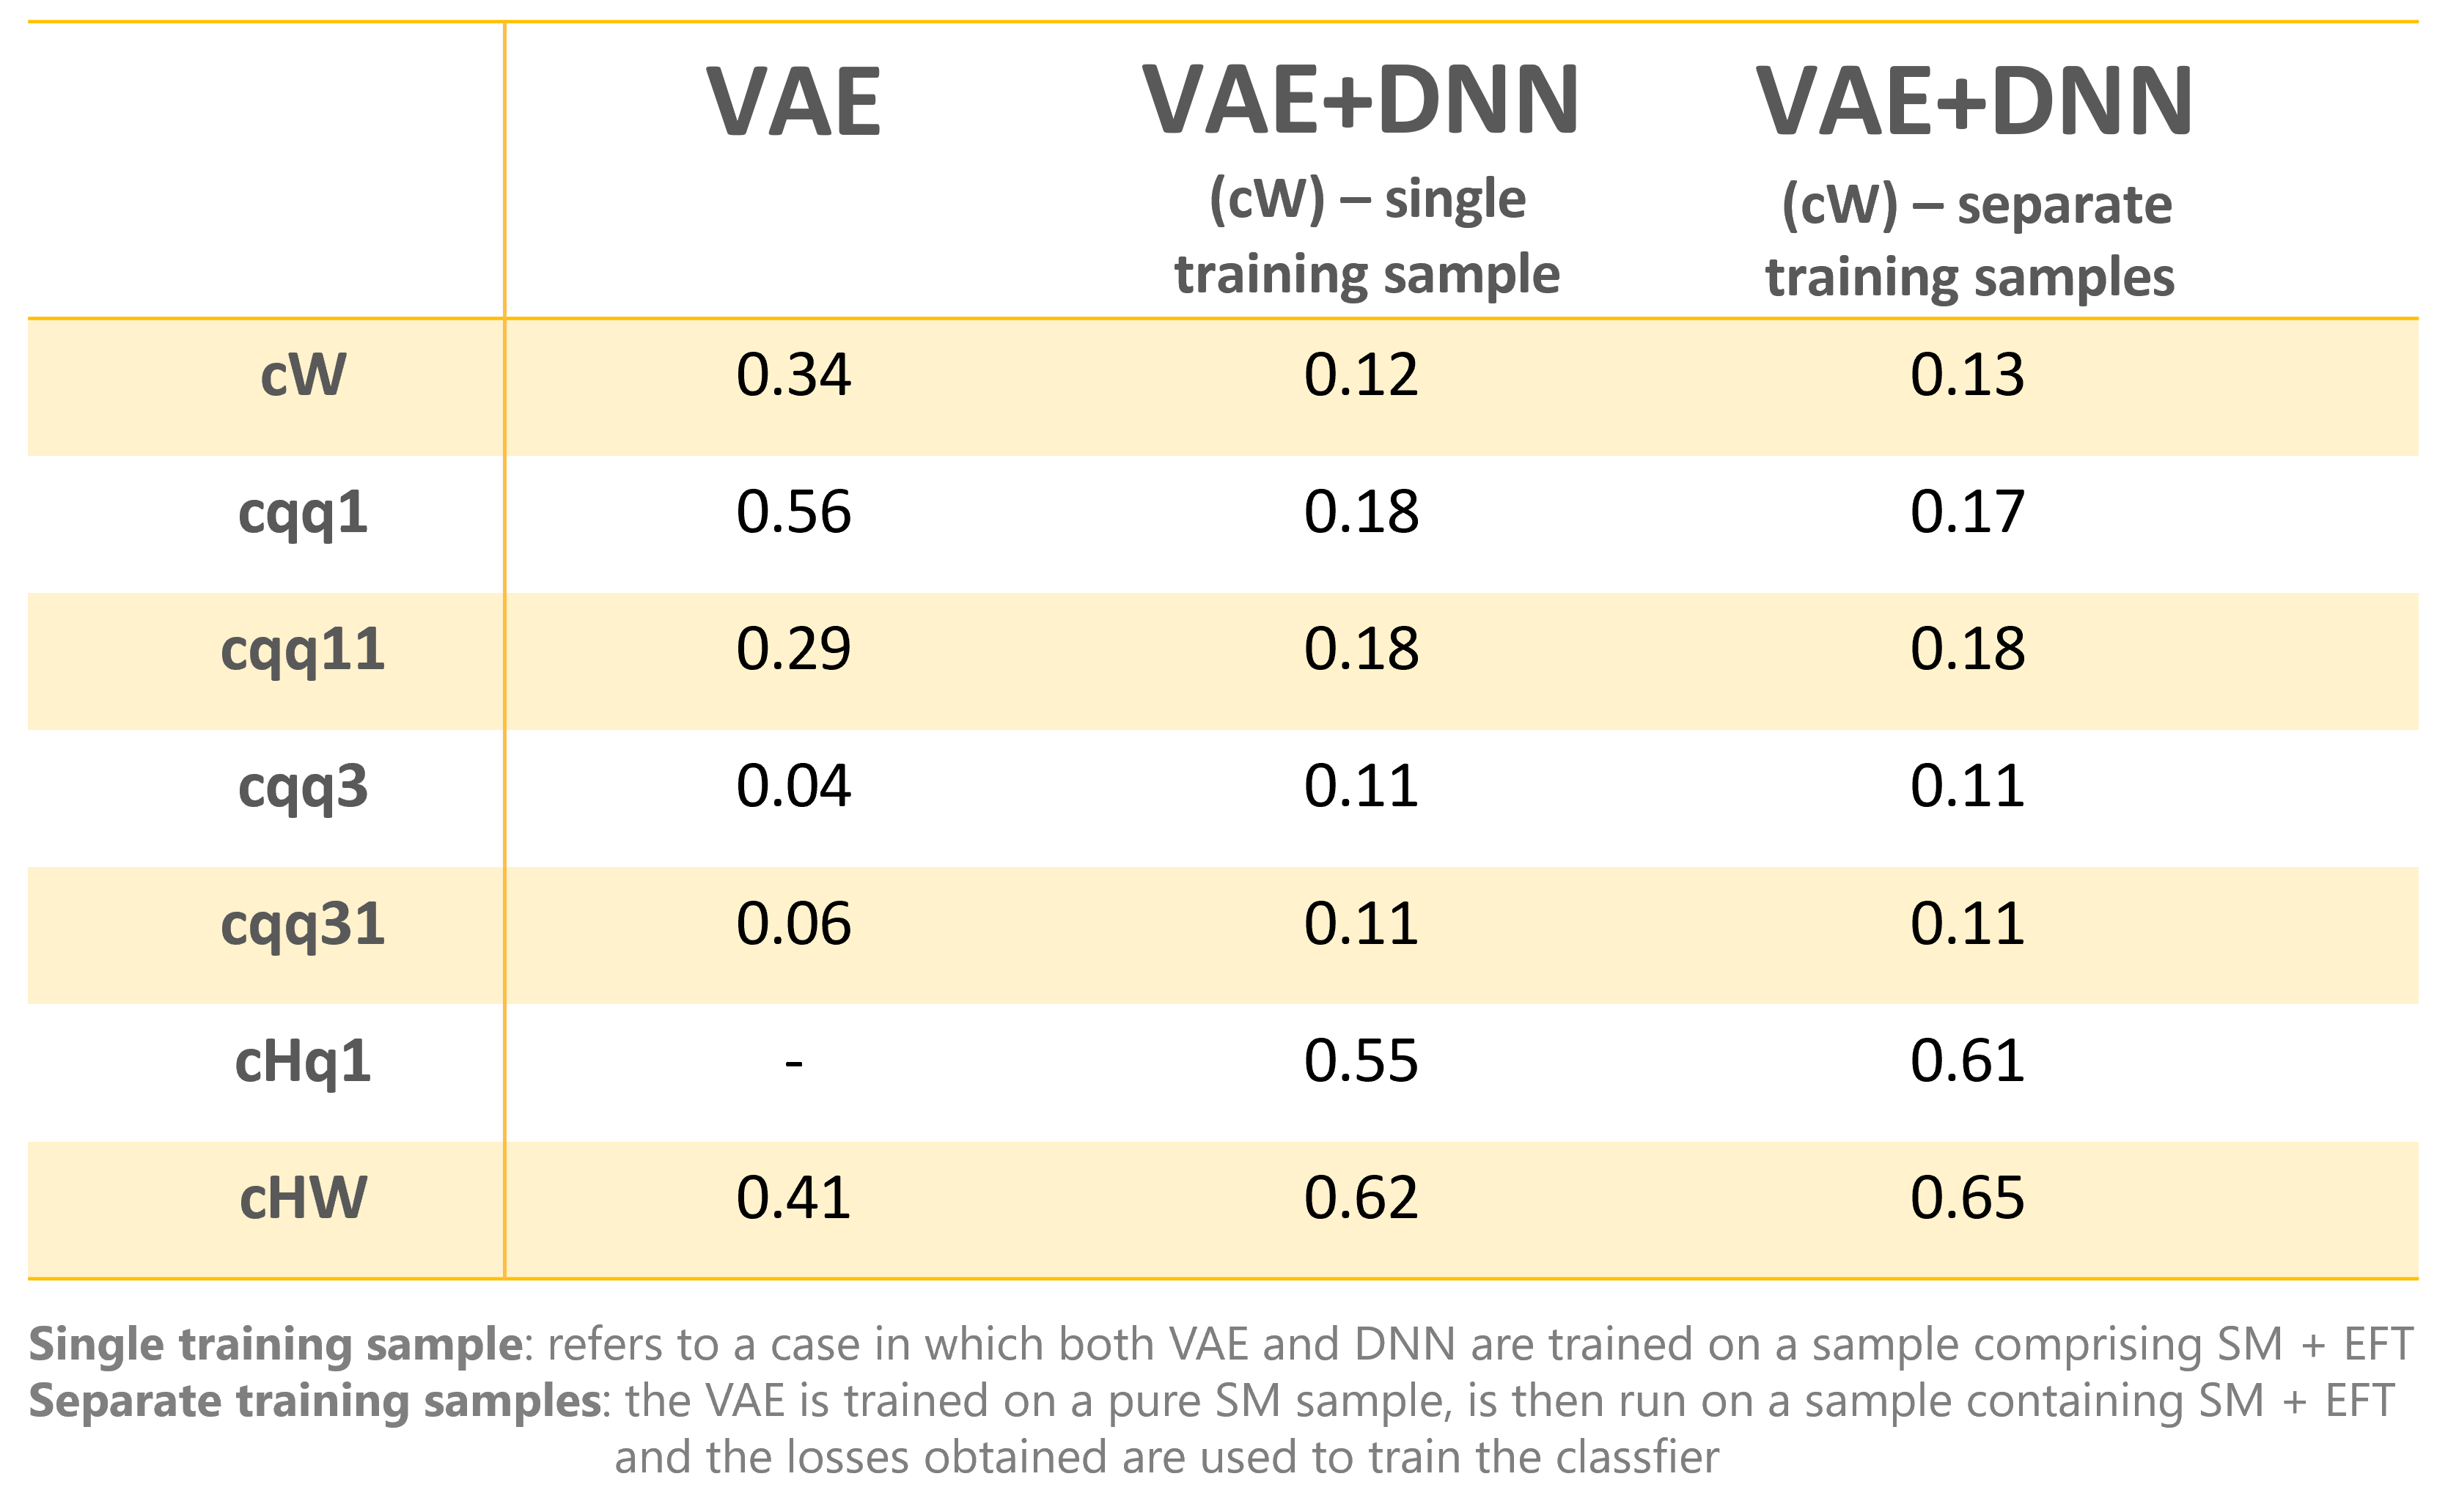 VAE VAE+DNN VAE+DNN
(cW) – single (cW) – separate
training sample training samples
cW 0.34 0.12 0.13
cqq1 0.56 0.18 0.17
cqq11 0.29 0.18 0.18
cqq3 0.04 0.11 0.11
cqq31 0.06 0.11 0.11
cHq1 - 0.55 0.61
cHW 0.41 0.62 0.65
Single training sample: refers to a case in which both VAE and DNN are trained on a sample comprising SM + EFT
Separate training samples: the VAE is trained on a pure SM sample, is then run on a sample containing SM + EFT
and the losses obtained are used to train the classfier